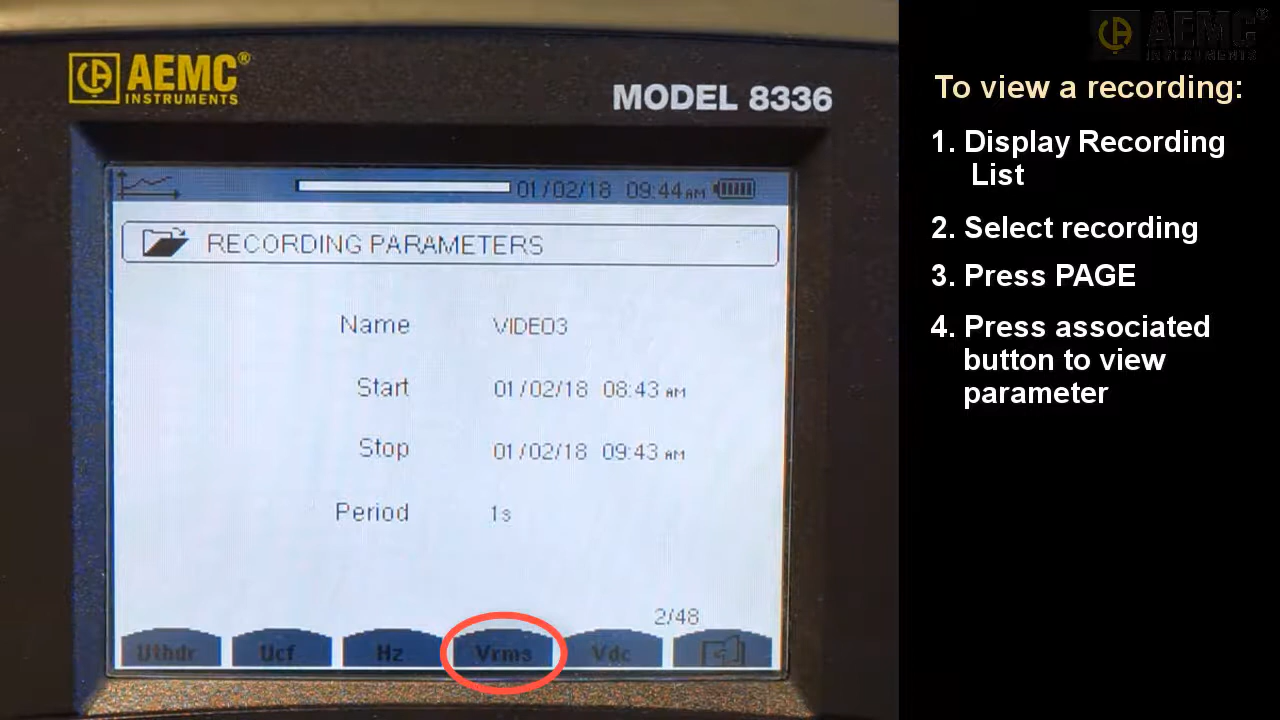 AEMC®
INSTRUMENTS
MODEL 8336
01/02/18 09:44AM
RECORDING PARAMETERS
Name VIDEO3
Start 01/02/18 08:43 AM
Stop 01/02/18 09:43 AM
Period 1s
2/48
Uthdr Ucf Hz Vrms Vdc
AEMC®
INSTRUMENTS
To view a recording:
1. Display Recording
List
2. Select recording
3. Press PAGE
4. Press associated
button to view
parameter